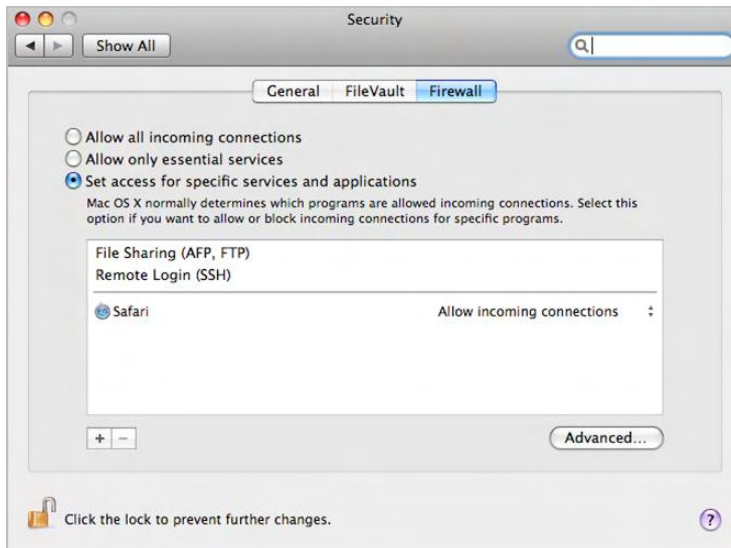 Security
Show All
General FileVault Firewall
Allow all incoming connections
Allow only essential services
Set access for specific services and applications
Mac OS X normally determines which programs are allowed incoming connections. Select this
option if you want to allow or block incoming connections for specific programs.
File Sharing (AFP, FTP)
Remote Login (SSH)
Safari Allow incoming connections
+ −
Advanced...
Click the lock to prevent further changes.
?